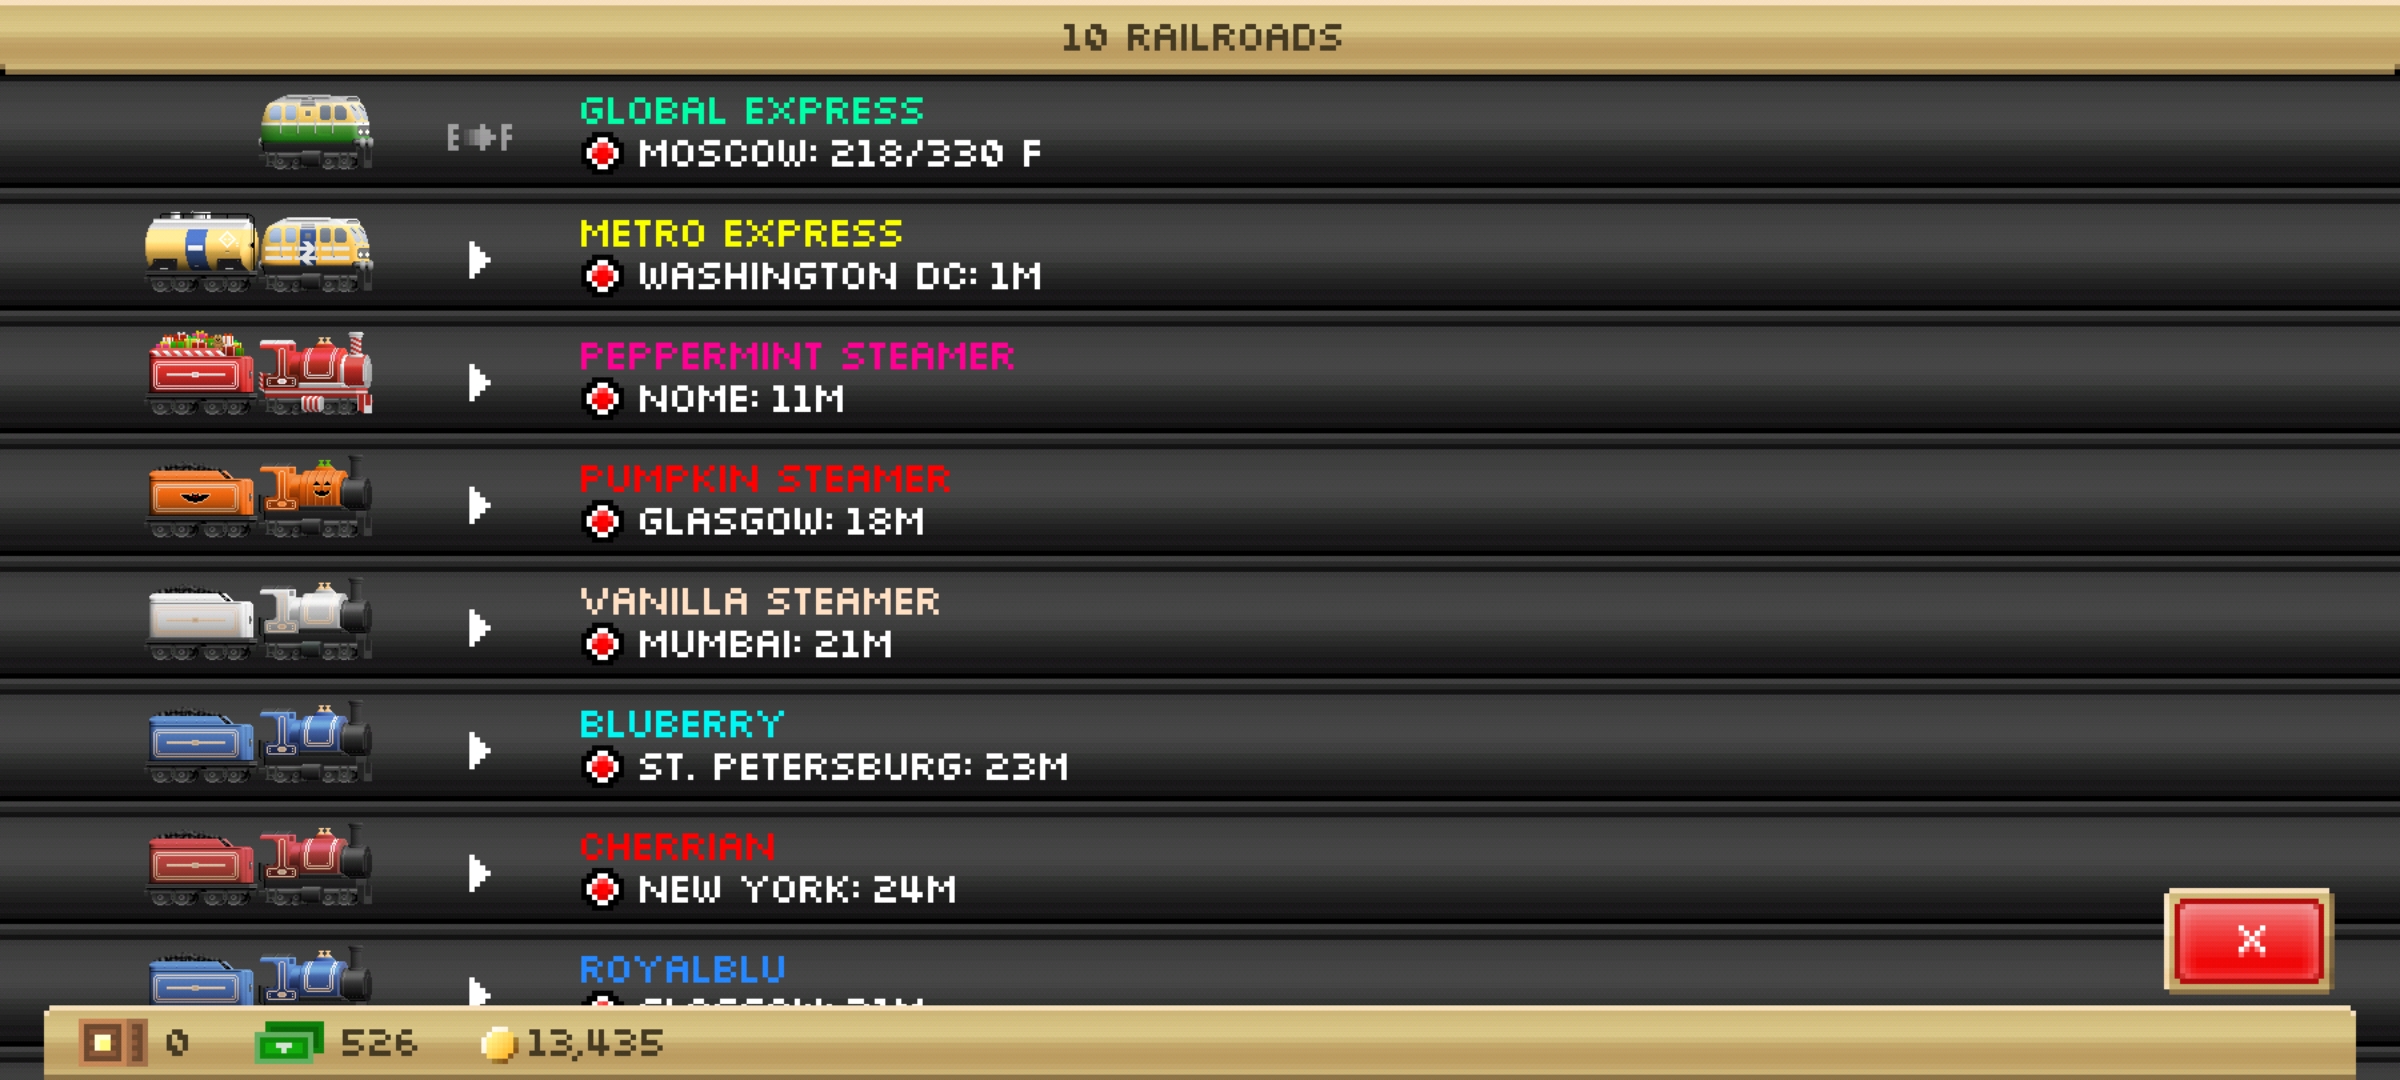 10 RAILROADS
GLOBAL EXPRESS
E F
MOSCOW: 218/330 F
METRO EXPRESS
WASHINGTON DC: 1M
PEPPERMINT STEAMER
NOME: 11M
PUMPKIN STEAMER
GLASGOW: 18M
VANILLA STEAMER
MUMBAI: 21M
BLUBERRY
ST. PETERSBURG: 23M
CHERRIAN
NEW YORK: 24M
X
ROYALBLU
0 526 13,435